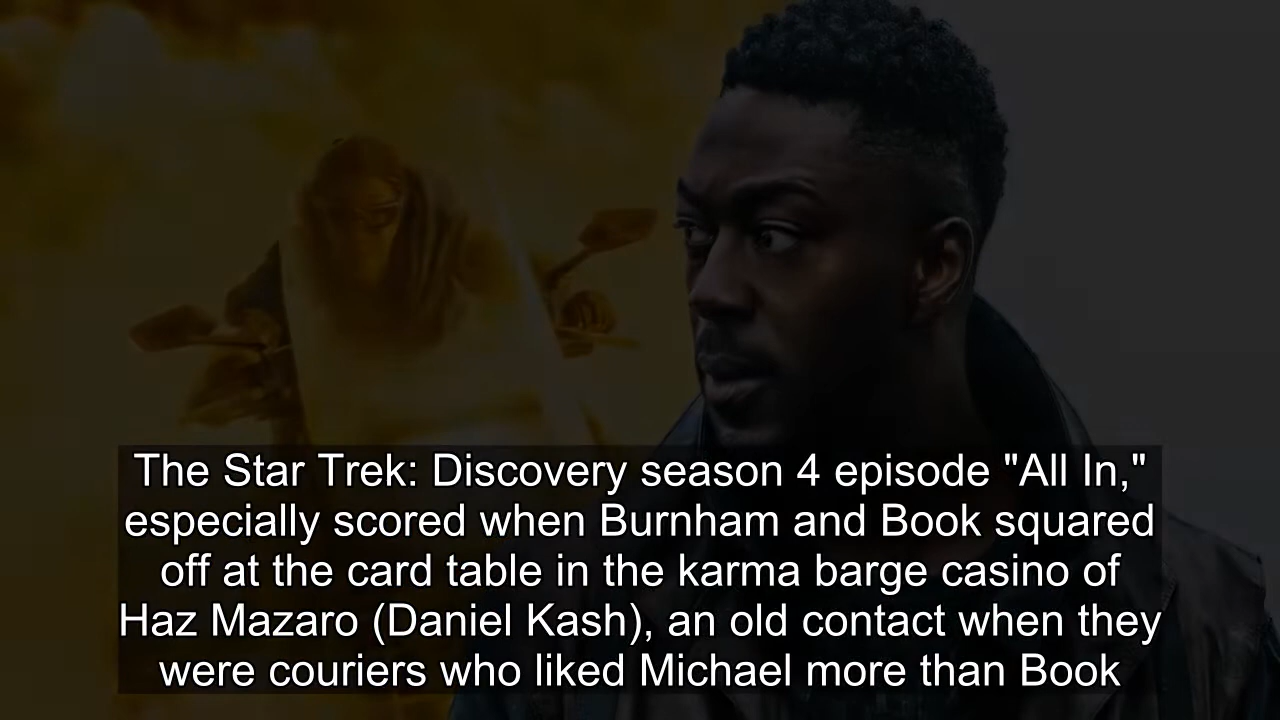 The Star Trek: Discovery season 4 episode "All In,"
especially scored when Burnham and Book squared
off at the card table in the karma barge casino of
Haz Mazaro (Daniel Kash), an old contact when they
were couriers who liked Michael more than Book